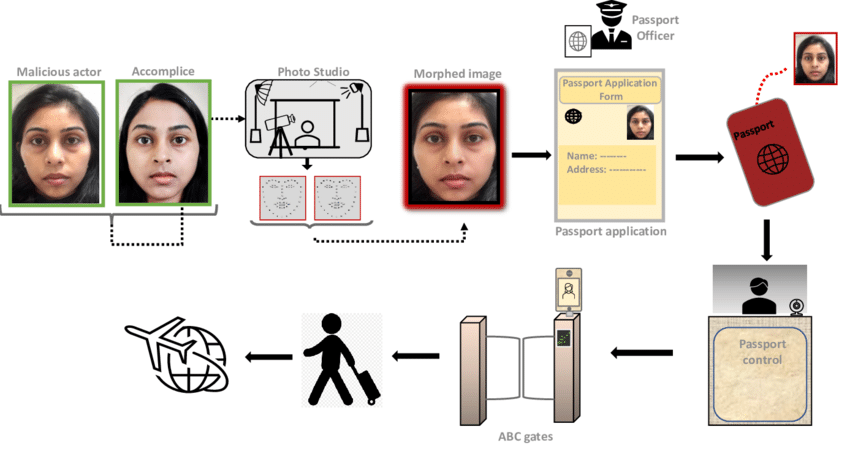 Passport
Officer
Malicious actor
Accomplice
Photo Studio
Morphed image
Passport Application
Form
Name: --------
Address: -----------
Passport application
Passport
Passport
control
ABC gates